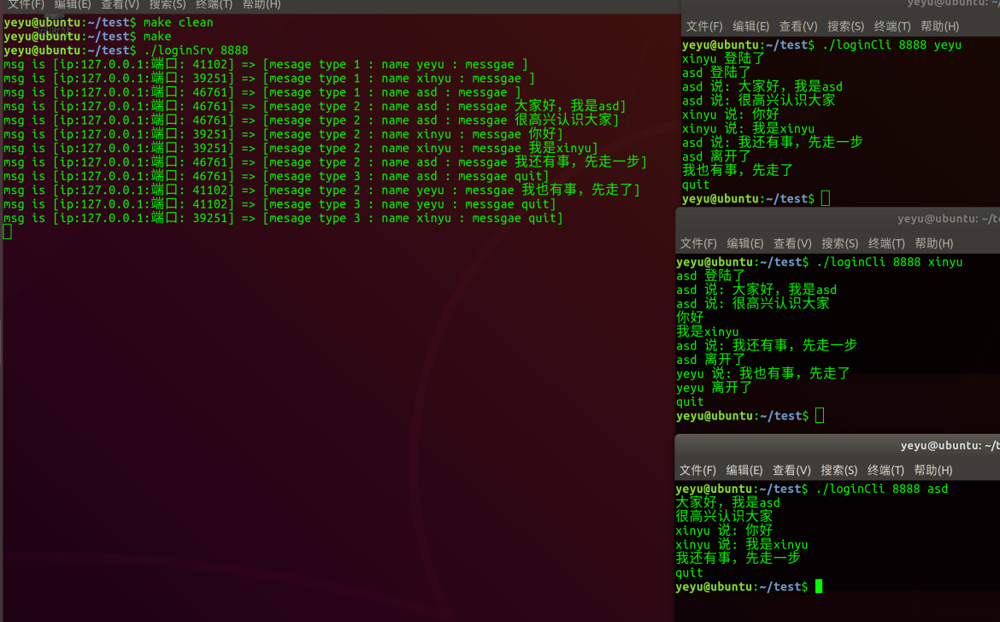 文件(F) 编辑(E) 查看(V) 搜索(S) 终端(T) 帮助(H)
yeyu@ubuntu:~/test$ make clean
yeyu@ubuntu:~/test$ make
yeyu@ubuntu:~/test$ ./loginSrv 8888
msg is [ip:127.0.0.1:端口: 41102] => [mesage type 1 : name yeyu : messgae ]
msg is [ip:127.0.0.1:端口: 39251] => [mesage type 1 : name xinyu : messgae ]
msg is [ip:127.0.0.1:端口: 46761] => [mesage type 1 : name asd : messgae ]
msg is [ip:127.0.0.1:端口: 46761] => [mesage type 2 : name asd : messgae 大家好，我是asd]
msg is [ip:127.0.0.1:端口: 46761] => [mesage type 2 : name asd : messgae 很高兴认识大家]
msg is [ip:127.0.0.1:端口: 39251] => [mesage type 2 : name xinyu : messgae 你好]
msg is [ip:127.0.0.1:端口: 39251] => [mesage type 2 : name xinyu : messgae 我是xinyu]
msg is [ip:127.0.0.1:端口: 46761] => [mesage type 2 : name asd : messgae 我还有事，先走一步]
msg is [ip:127.0.0.1:端口: 46761] => [mesage type 3 : name asd : messgae quit]
msg is [ip:127.0.0.1:端口: 41102] => [mesage type 2 : name yeyu : messgae 我也有事，先走了]
msg is [ip:127.0.0.1:端口: 41102] => [mesage type 3 : name yeyu : messgae quit]
msg is [ip:127.0.0.1:端口: 39251] => [mesage type 3 : name xinyu : messgae quit]
yeyu@ubuntu: ~/
文件(F) 编辑(E) 查看(V) 搜索(S) 终端(T) 帮助(H)
yeyu@ubuntu:~/test$ ./loginCli 8888 yeyu
xinyu 登陆了
asd 登陆了
asd 说: 大家好，我是asd
asd 说: 很高兴认识大家
xinyu 说: 你好
xinyu 说: 我是xinyu
asd 说: 我还有事，先走一步
asd 离开了
我也有事，先走了
quit
yeyu@ubuntu:~/test$
yeyu@ubuntu: ~/te
文件(F) 编辑(E) 查看(V) 搜索(S) 终端(T) 帮助(H)
yeyu@ubuntu:~/test$ ./loginCli 8888 xinyu
asd 登陆了
asd 说: 大家好，我是asd
asd 说: 很高兴认识大家
你好
我是xinyu
asd 说: 我还有事，先走一步
asd 离开了
yeyu 说: 我也有事，先走了
yeyu 离开了
quit
yeyu@ubuntu:~/test$
yeyu@ubuntu: ~/t
文件(F) 编辑(E) 查看(V) 搜索(S) 终端(T) 帮助(H)
yeyu@ubuntu:~/test$ ./loginCli 8888 asd
大家好，我是asd
很高兴认识大家
xinyu 说: 你好
xinyu 说: 我是xinyu
我还有事，先走一步
quit
yeyu@ubuntu:~/test$